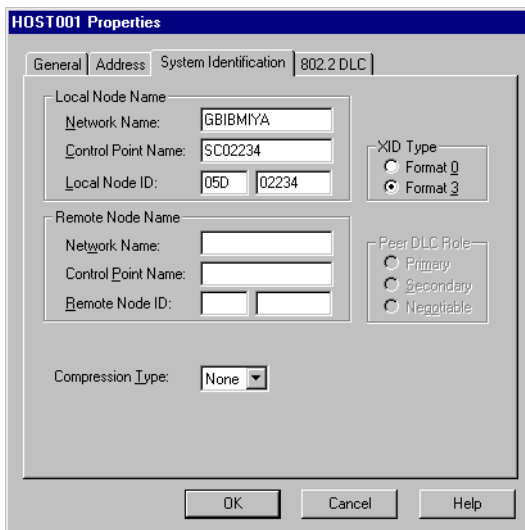 HOST001 Properties
General Address System Identification 802.2 DLC
Local Node Name
Network Name: GBIBMIYA
Control Point Name: SC02234
Local Node ID: 05D 02234
XID Type
Format 0
Format 3
Remote Node Name
Network Name:
Control Point Name:
Remote Node ID:
Peer DLC Role
Primary
Secondary
Negotiable
Compression Type: None
OK Cancel Help